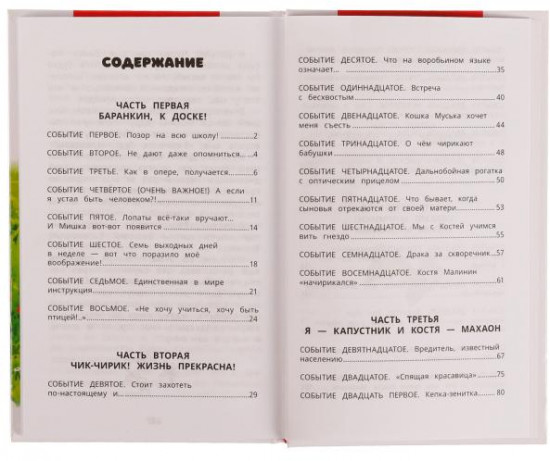 СОДЕРЖАНИЕ
ЧАСТЬ ПЕРВАЯ
БАРАНКИН, К ДОСКЕ!
СОБЫТИЕ ПЕРВОЕ. Позор на всю школу! 2
СОБЫТИЕ ВТОРОЕ. Не дают даже опомниться... 4
СОБЫТИЕ ТРЕТЬЕ. Как в опере, получается 6
СОБЫТИЕ ЧЕТВЁРТОЕ (ОЧЕНЬ ВАЖНОЕ!) А если
я устал быть человеком?! 11
СОБЫТИЕ ПЯТОЕ. Лопаты всё-таки вручают...
И Мишка вот-вот появится 14
СОБЫТИЕ ШЕСТОЕ. Семь выходных дней
в неделе — вот что поразило моё
воображение! 18
СОБЫТИЕ СЕДЬМОЕ. Единственная в мире
инструкция 21
СОБЫТИЕ ВОСЬМОЕ. «Не хочу учиться, хочу быть
птицей!..» 24
ЧАСТЬ ВТОРАЯ
ЧИК-ЧИРИК! ЖИЗНЬ ПРЕКРАСНА!
СОБЫТИЕ ДЕВЯТОЕ. Стоит захотеть
по-настоящему и... 29
СОБЫТИЕ ДЕСЯТОЕ. Что на воробьином языке
означает... 35
СОБЫТИЕ ОДИННАДЦАТОЕ. Встреча
с бесхвостым 40
СОБЫТИЕ ДВЕНАДЦАТОЕ. Кошка Муська хочет
меня съесть 44
СОБЫТИЕ ТРИНАДЦАТОЕ. О чём чирикают
бабушки 48
СОБЫТИЕ ЧЕТЫРНАДЦАТОЕ. Дальнобойная рогатка
с оптическим прицелом 50
СОБЫТИЕ ПЯТНАДЦАТОЕ. Что бывает, когда
сыновья отрекаются от своей матери 53
СОБЫТИЕ ШЕСТНАДЦАТОЕ. Мы с Костей учимся
вить гнездо 55
СОБЫТИЕ СЕМНАДЦАТОЕ. Драка за скворечник 57
СОБЫТИЕ ВОСЕМНАДЦАТОЕ. Костя Малинин
«начирикался» 61
ЧАСТЬ ТРЕТЬЯ
Я — КАПУСТНИК И КОСТЯ — МАХАОН
СОБЫТИЕ ДЕВЯТНАДЦАТОЕ. Вредитель, известный
населению 67
СОБЫТИЕ ДВАДЦАТОЕ. «Спящая красавица» 75
СОБЫТИЕ ДВАДЦАТЬ ПЕРВОЕ. Кепка-зенитка 80